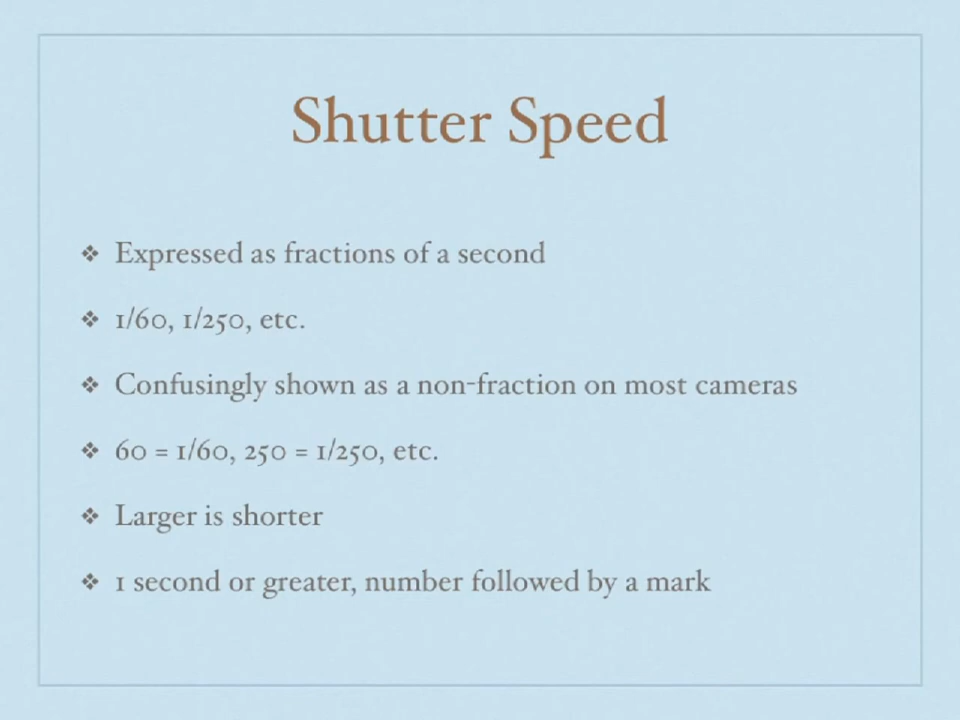 Shutter Speed
❖ Expressed as fractions of a second
❖ 1/60, 1/250, etc.
❖ Confusingly shown as a non-fraction on most cameras
❖ 60 = 1/60, 250 = 1/250, etc.
❖ Larger is shorter
❖ 1 second or greater, number followed by a mark